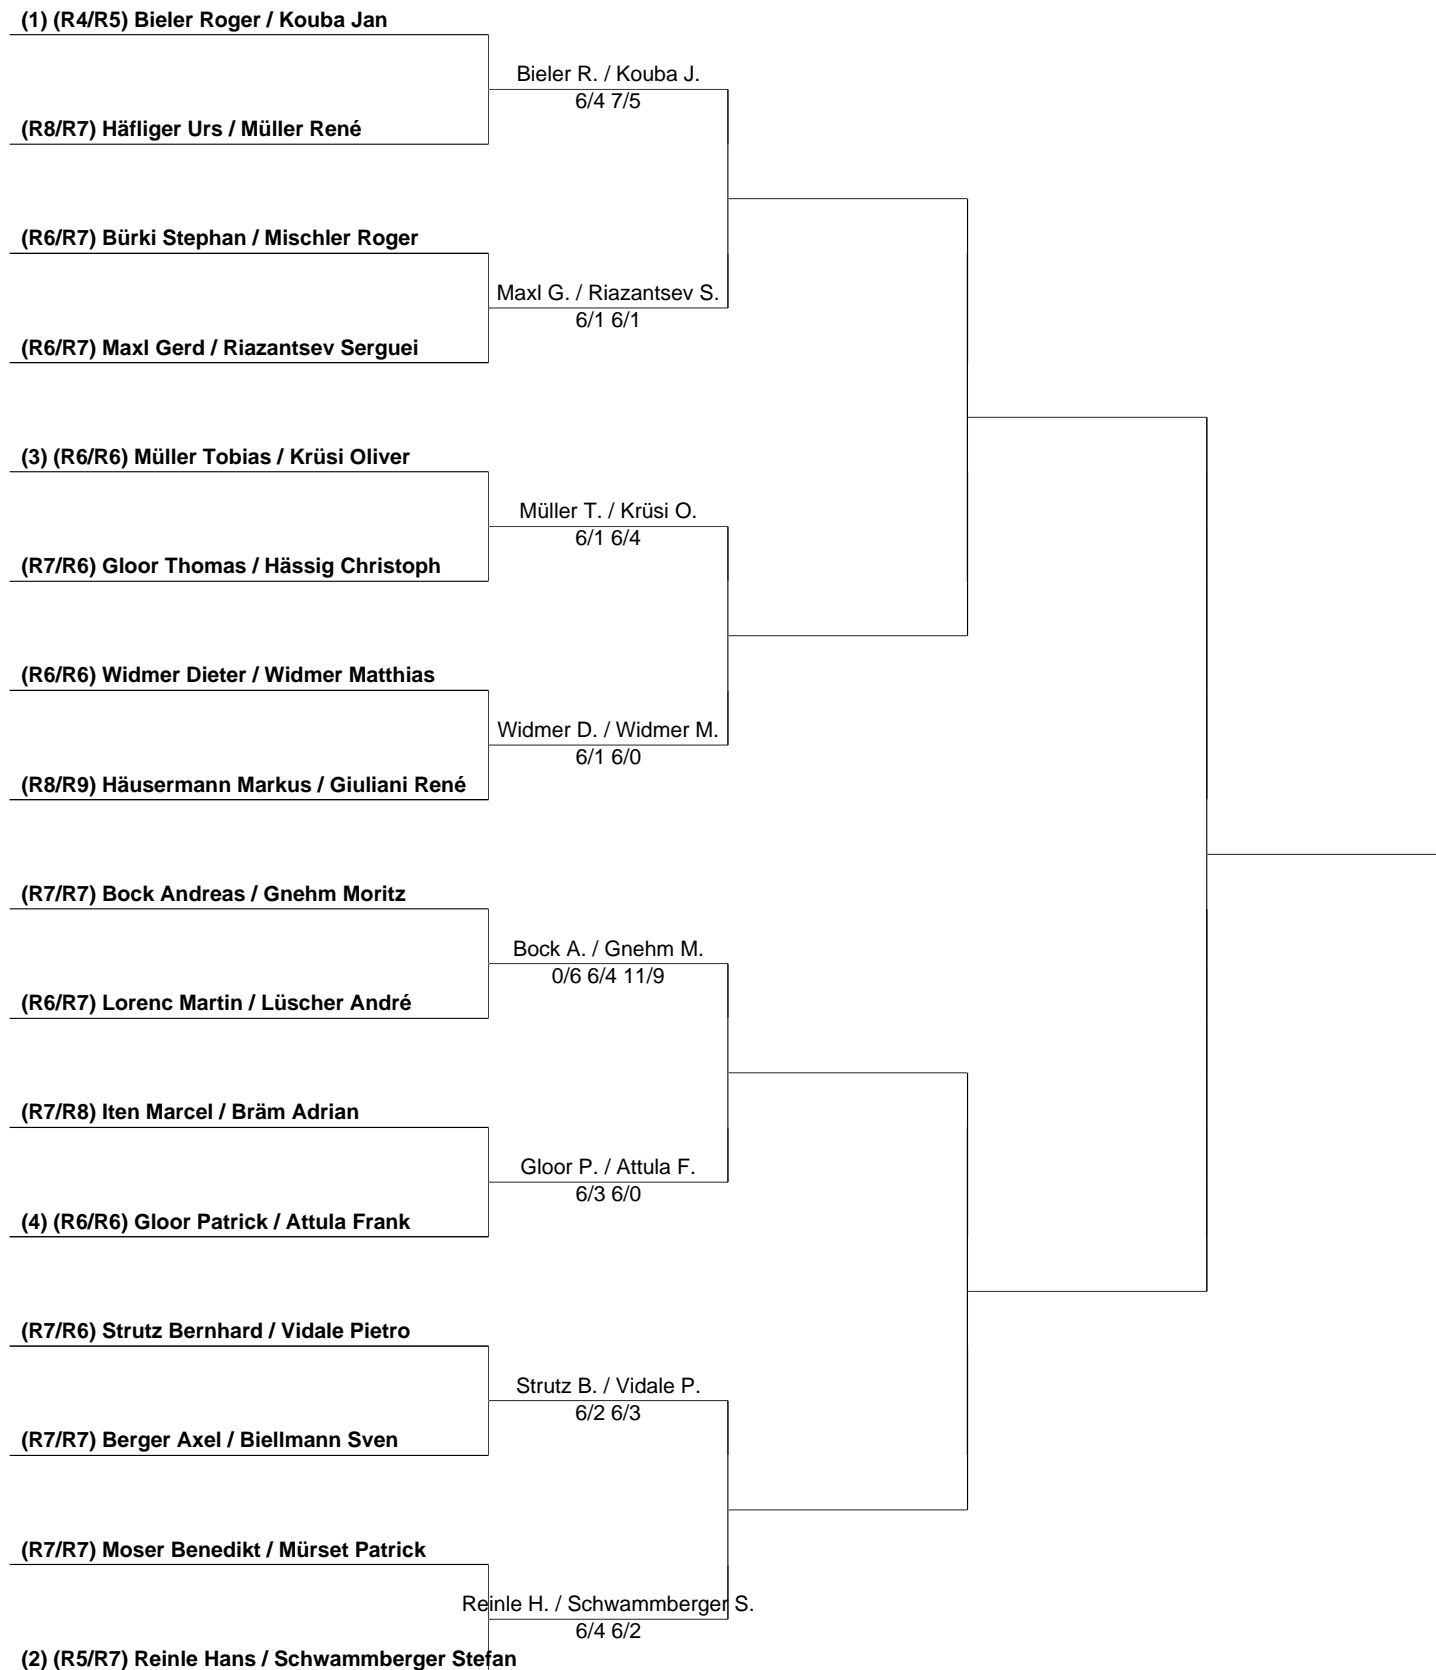 (1) (R4/R5) Bieler Roger / Kouba Jan
Bieler R. / Kouba J.
6/4 7/5
(R8/R7) Häfliger Urs / Müller René
(R6/R7) Bürki Stephan / Mischler Roger
Maxl G. / Riazantsev S.
6/1 6/1
(R6/R7) Maxl Gerd / Riazantsev Serguei
(3) (R6/R6) Müller Tobias / Krüsi Oliver
Müller T. / Krüsi O.
6/1 6/4
(R7/R6) Gloor Thomas / Hässig Christoph
(R6/R6) Widmer Dieter / Widmer Matthias
Widmer D. / Widmer M.
6/1 6/0
(R8/R9) Häusermann Markus / Giuliani René
(R7/R7) Bock Andreas / Gnehm Moritz
Bock A. / Gnehm M.
0/6 6/4 11/9
(R6/R7) Lorenc Martin / Lüscher André
(R7/R8) Iten Marcel / Bräm Adrian
Gloor P. / Attula F.
6/3 6/0
(4) (R6/R6) Gloor Patrick / Attula Frank
(R7/R6) Strutz Bernhard / Vidale Pietro
Strutz B. / Vidale P.
6/2 6/3
(R7/R7) Berger Axel / Biellmann Sven
(R7/R7) Moser Benedikt / Mürset Patrick
Reinle H. / Schwammberger S.
6/4 6/2
(2) (R5/R7) Reinle Hans / Schwammberger Stefan